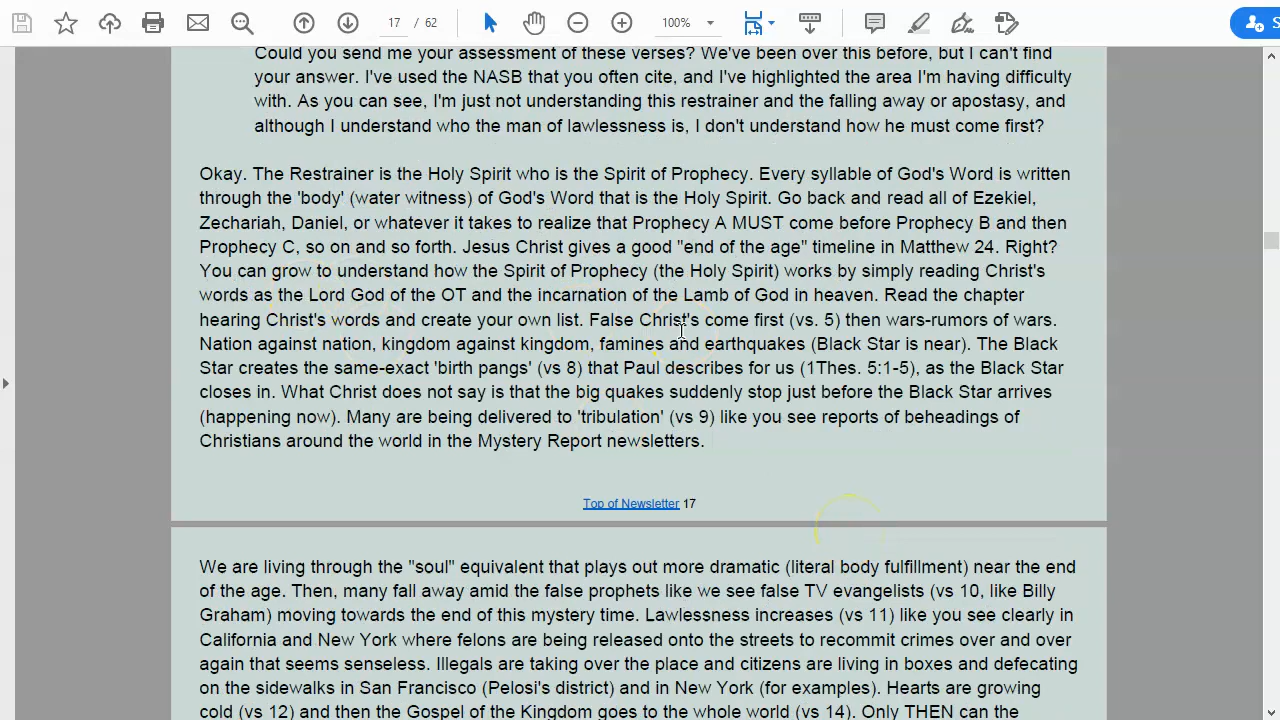 17 / 62
100%
S
Could you send me your assessment of these verses? We've been over this before, but I can't find
your answer. I've used the NASB that you often cite, and I've highlighted the area I'm having difficulty
with. As you can see, I'm just not understanding this restrainer and the falling away or apostasy, and
although I understand who the man of lawlessness is, I don't understand how he must come first?
Okay. The Restrainer is the Holy Spirit who is the Spirit of Prophecy. Every syllable of God's Word is written
through the 'body' (water witness) of God's Word that is the Holy Spirit. Go back and read all of Ezekiel,
Zechariah, Daniel, or whatever it takes to realize that Prophecy A MUST come before Prophecy B and then
Prophecy C, so on and so forth. Jesus Christ gives a good "end of the age" timeline in Matthew 24. Right?
You can grow to understand how the Spirit of Prophecy (the Holy Spirit) works by simply reading Christ's
words as the Lord God of the OT and the incarnation of the Lamb of God in heaven. Read the chapter
hearing Christ's words and create your own list. False Christ's come first (vs. 5) then wars-rumors of wars.
Nation against nation, kingdom against kingdom, famines and earthquakes (Black Star is near). The Black
Star creates the same-exact 'birth pangs' (vs 8) that Paul describes for us (1Thes. 5:1-5), as the Black Star
closes in. What Christ does not say is that the big quakes suddenly stop just before the Black Star arrives
(happening now). Many are being delivered to 'tribulation' (vs 9) like you see reports of beheadings of
Christians around the world in the Mystery Report newsletters.
Top of Newsletter 17
We are living through the "soul" equivalent that plays out more dramatic (literal body fulfillment) near the end
of the age. Then, many fall away amid the false prophets like we see false TV evangelists (vs 10, like Billy
Graham) moving towards the end of this mystery time. Lawlessness increases (vs 11) like you see clearly in
California and New York where felons are being released onto the streets to recommit crimes over and over
again that seems senseless. Illegals are taking over the place and citizens are living in boxes and defecating
on the sidewalks in San Francisco (Pelosi's district) and in New York (for examples). Hearts are growing
cold (vs 12) and then the Gospel of the Kingdom goes to the whole world (vs 14). Only THEN can the